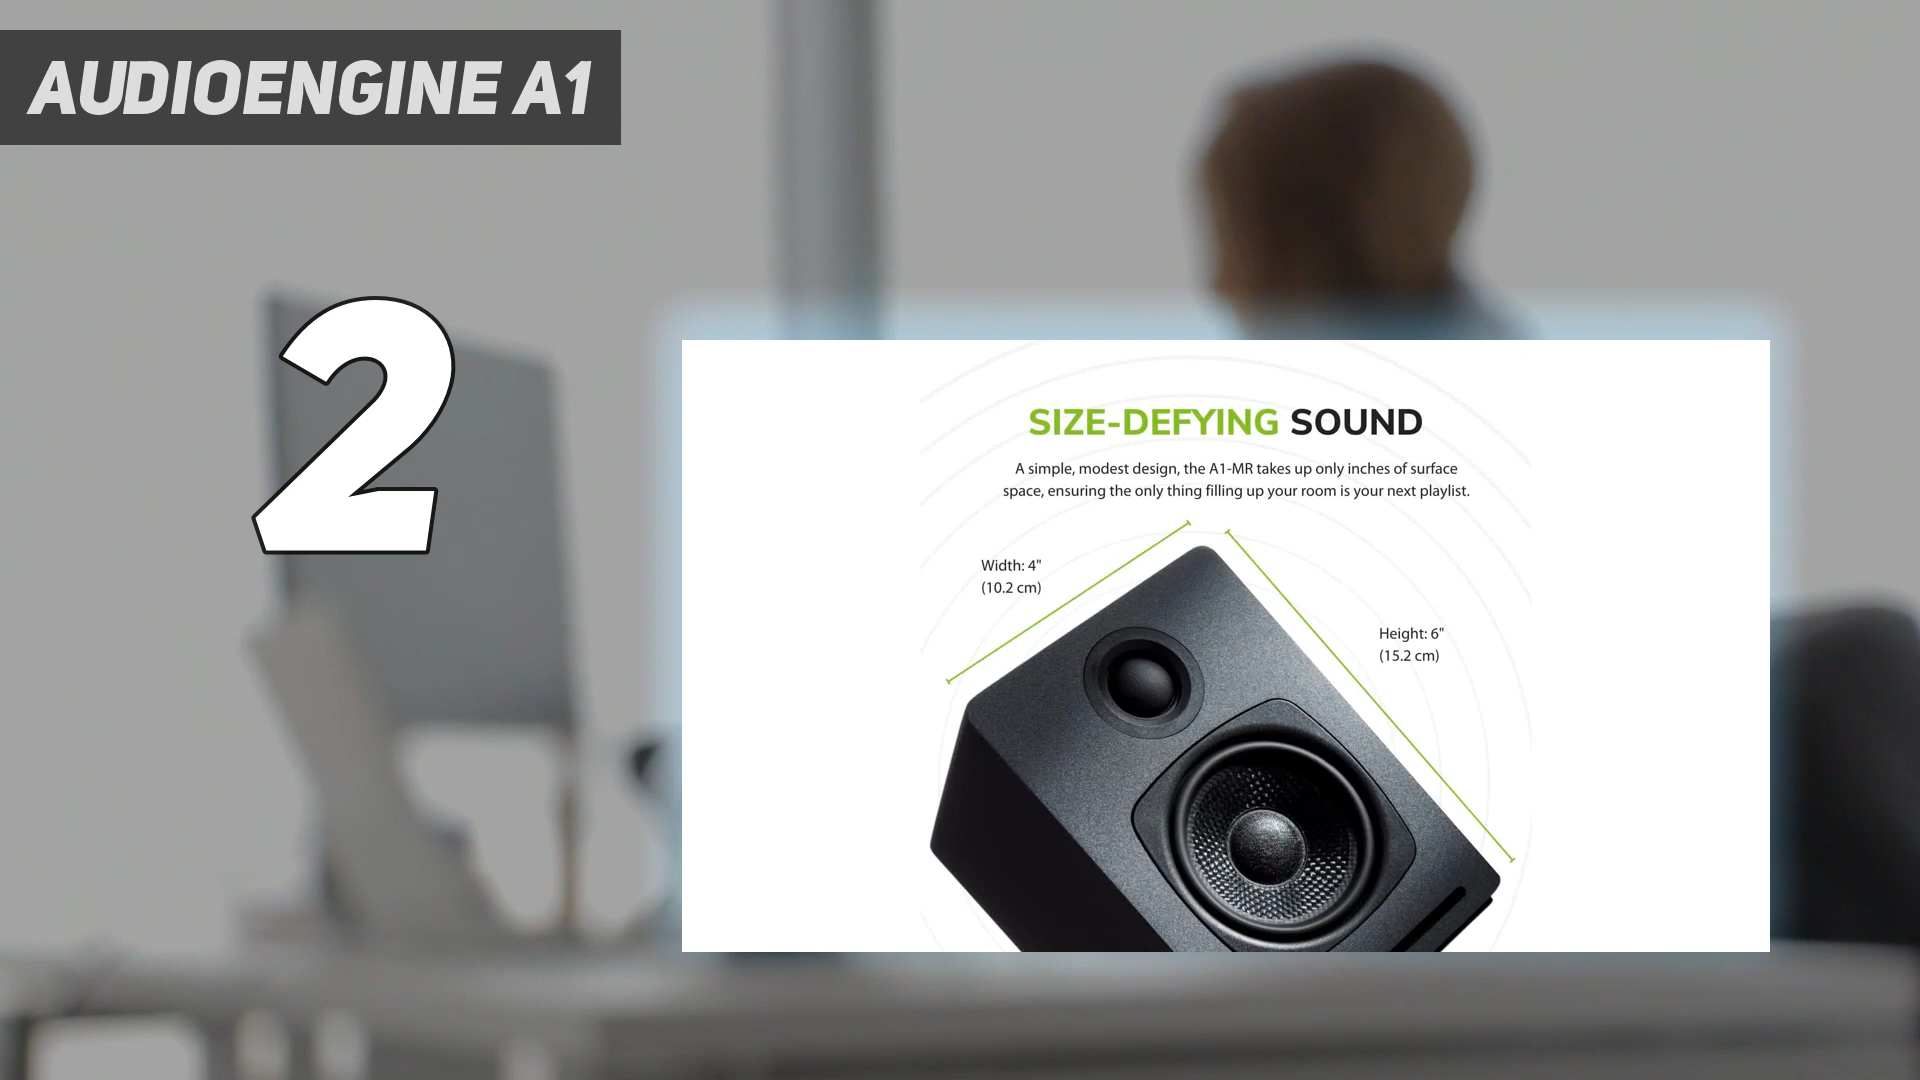 AUDIOENGINE A1
2
SIZE-DEFYING SOUND
A simple, modest design, the A1-MR takes up only inches of surface
space, ensuring the only thing filling up your room is your next playlist.
Width: 4"
(10.2 cm)
Height: 6"
(15.2 cm)